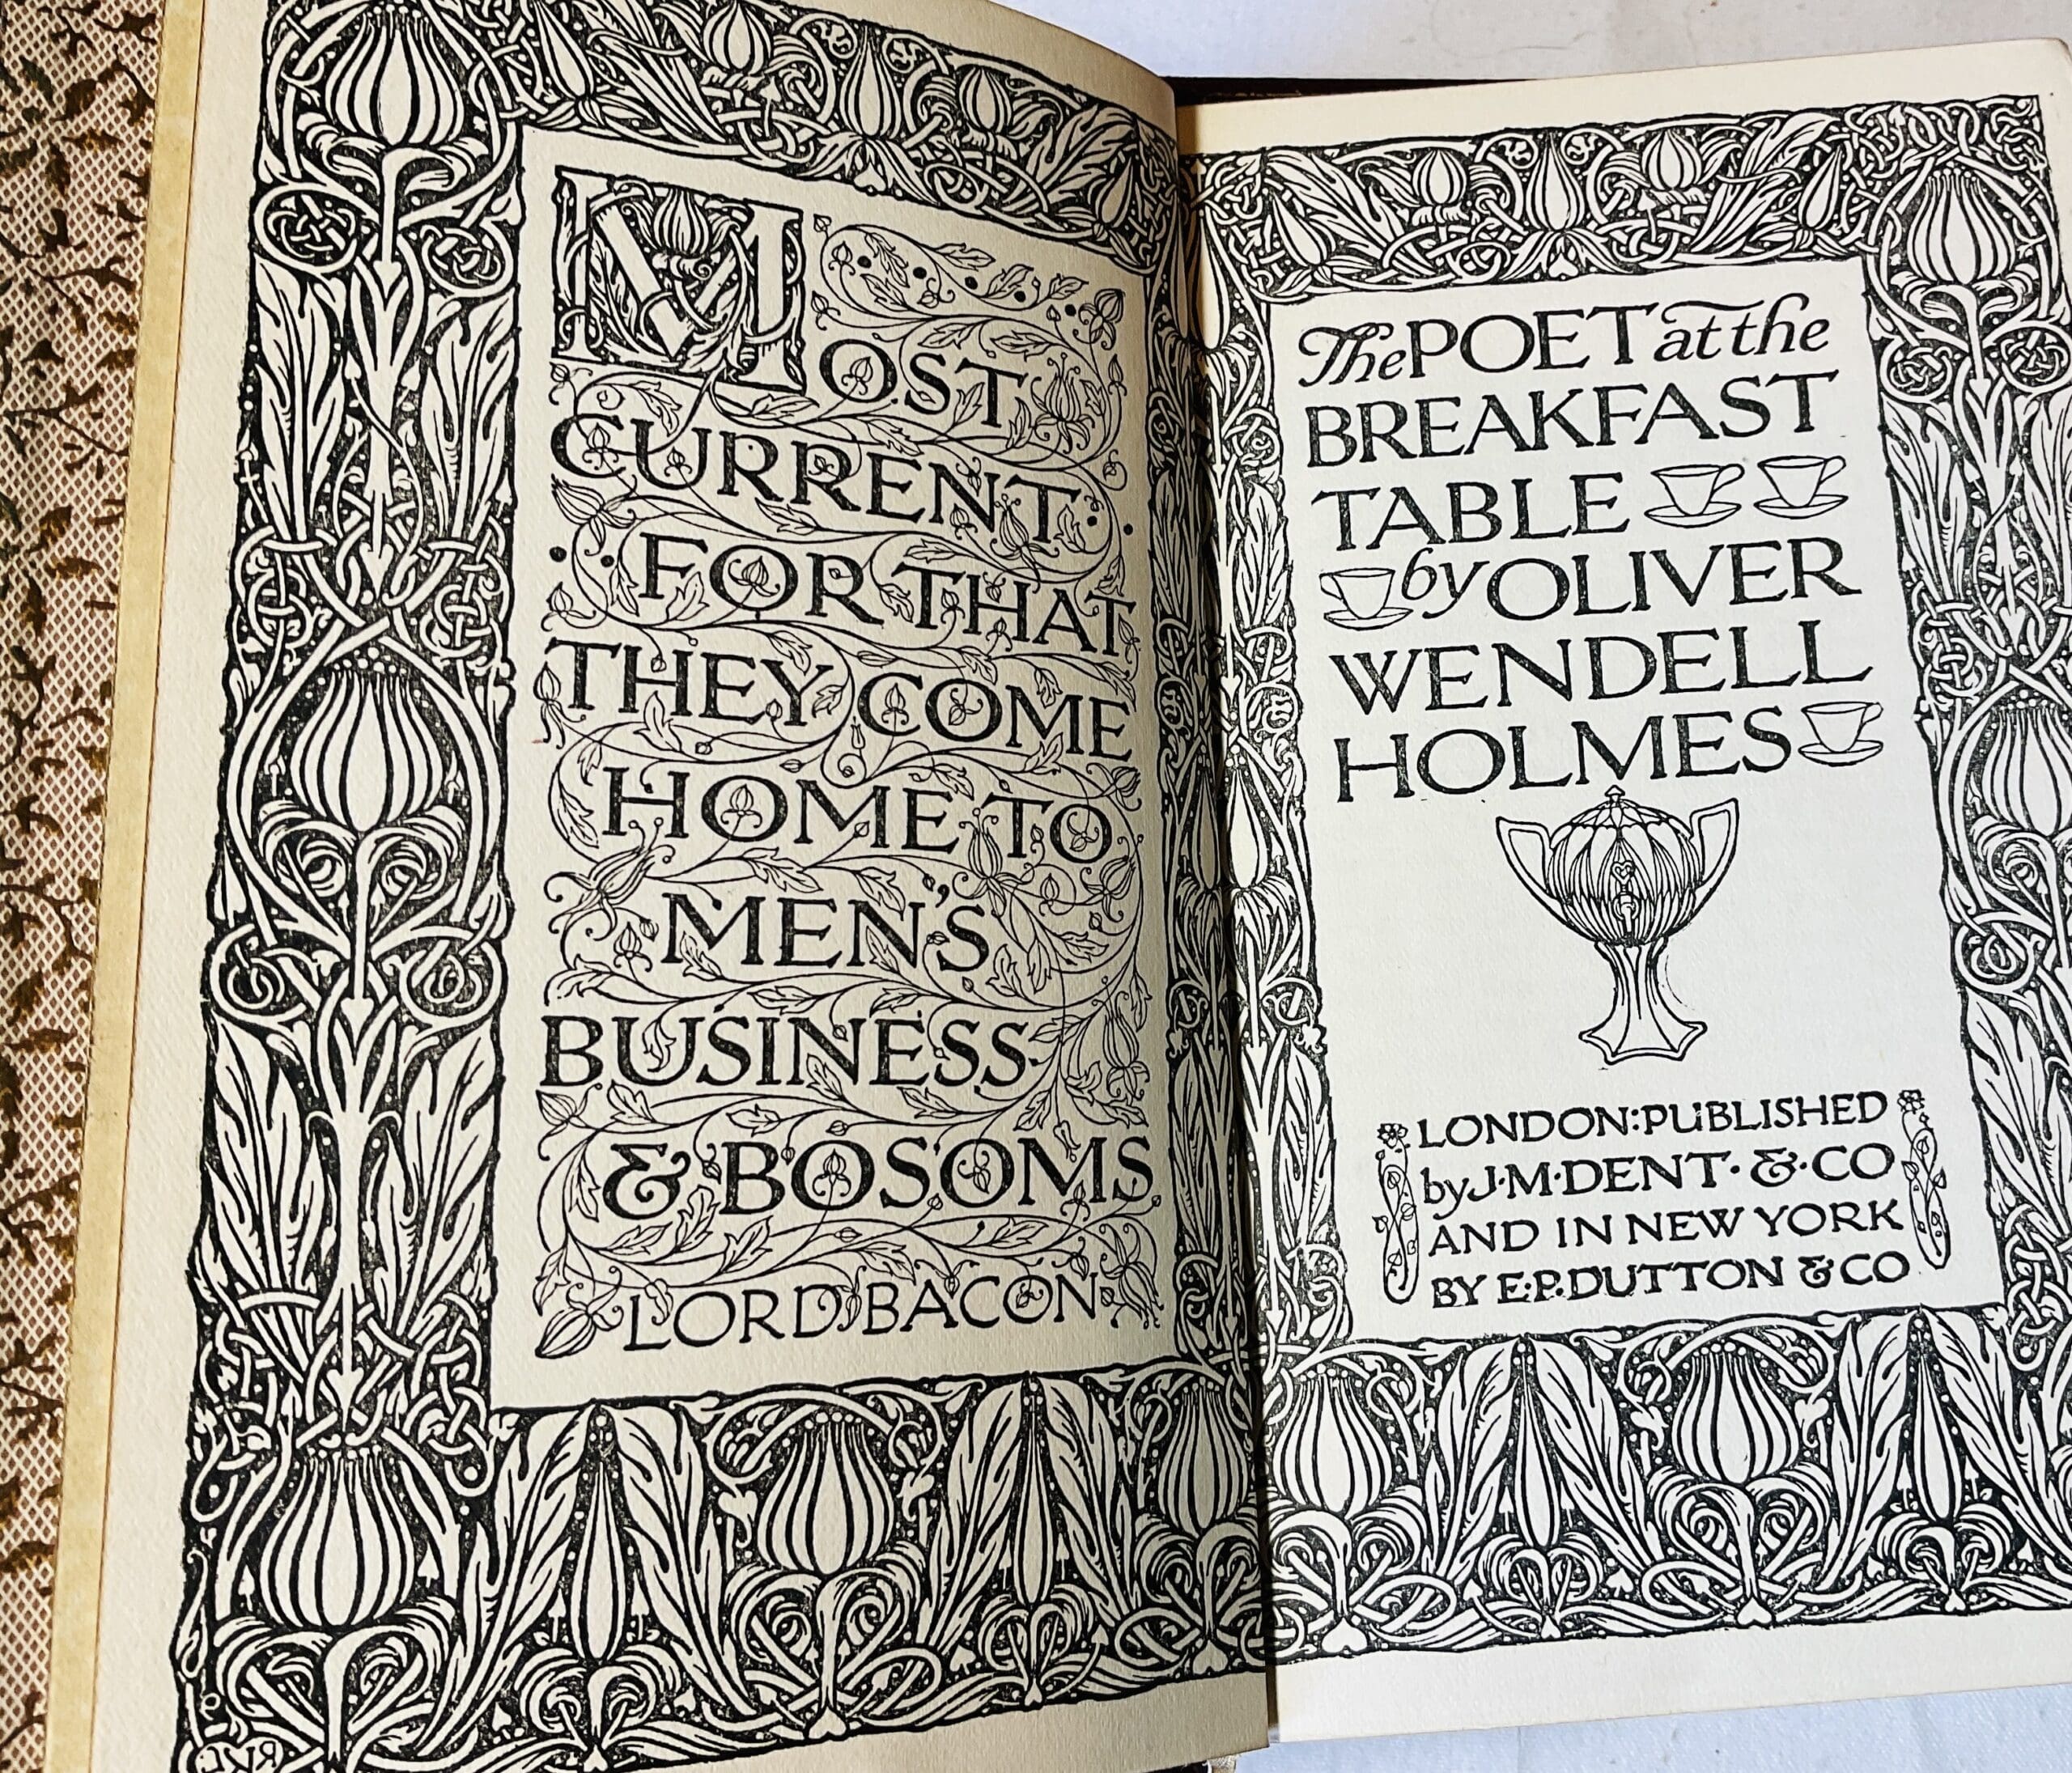 MOST
CURRENT
FOR THAT
THEY COME
HOME TO
MEN'S
BUSINESS
& BOSOMS
LORD BACON
The POET at the
BREAKFAST
TABLE
by OLIVER
WENDELL
HOLMES
LONDON: PUBLISHED
by J·M·DENT· & ·CO
AND IN NEW YORK
BY E·P·DUTTON & CO